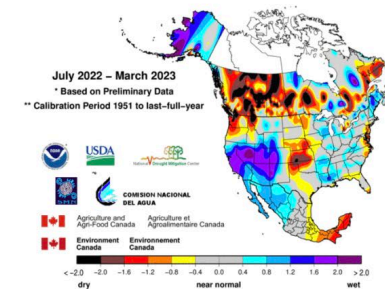 July 2022 – March 2023
* Based on Preliminary Data
** Calibration Period 1951 to last-full-year
NOAA
USDA
National Drought Mitigation Center
COMISION NACIONAL
DEL AGUA
Agriculture and
Agri-Food Canada
Agriculture et
Agroalimentaire Canada
Environment
Canada
Environnement
Canada
< -2.0 -2.0 -1.6 -1.2 -0.8 -0.4 0.0 0.4 0.8 1.2 1.6 2.0 > 2.0
dry near normal wet